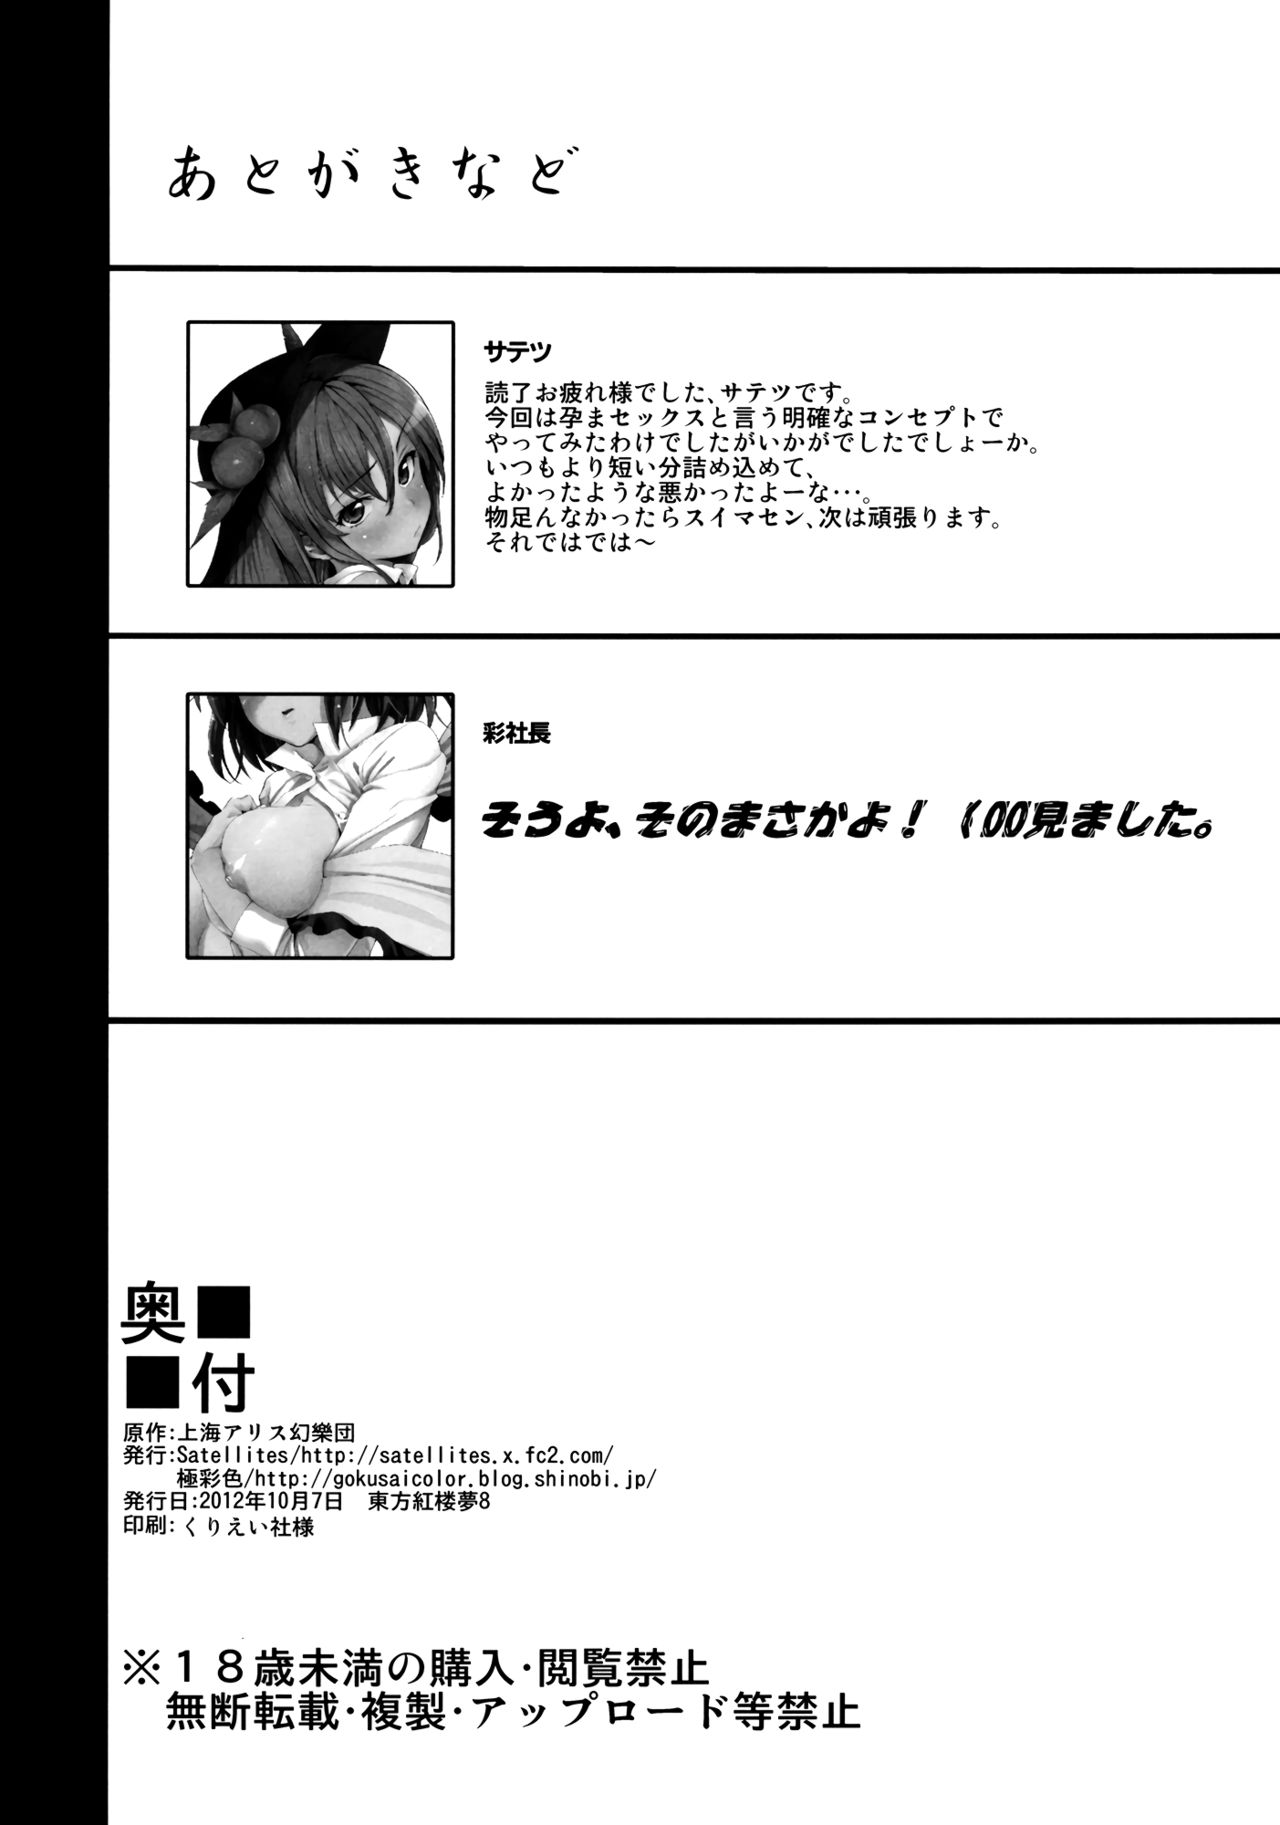 あとがきなど
サテツ
読了お疲れ様でした、サテツです。
今回は孕まセックスと言う明確なコンセプトで
やってみたわけでしたがいかがでしたでしょーか。
いつもより短い分詰め込めて、
よかったような悪かったよーな…。
物足んなかったらスイマセン、次は頑張ります。
それではでは～
彩社長
そうよ、そのまさかよ！（００見ました。
奥■
■付
原作:上海アリス幻樂団
発行:Satellites/http://satellites.x.fc2.com/
極彩色/http://gokusaicolor.blog.shinobi.jp/
発行日:2012年10月7日　東方紅楼夢8
印刷:くりえい社様
※１８歳未満の購入・閲覧禁止
無断転載・複製・アップロード等禁止